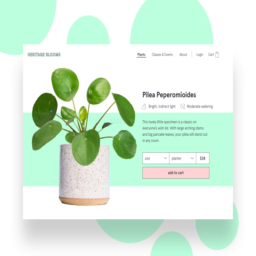 HERITAGE BLOOMS
Plants Classes & Events About Login Cart
Pilea Peperomioides
Bright, indirect light Moderate watering
This lovely little specimen is a classic on
everyone's wish list. With large arching stems
and big pancake leaves, your pilea will stand out
in any room.
size planter $28
add to cart